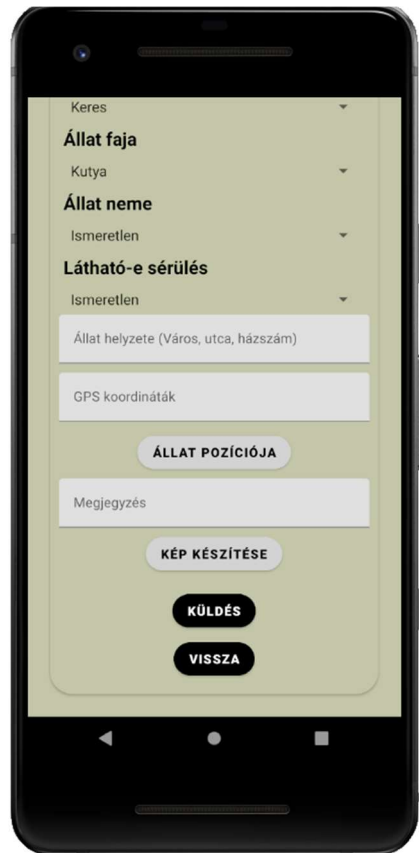 Keres
Állat faja
Kutya
Állat neme
Ismeretlen
Látható-e sérülés
Ismeretlen
Állat helyzete (Város, utca, házszám)
GPS koordináták
ÁLLAT POZÍCIÓJA
Megjegyzés
KÉP KÉSZÍTÉSE
KÜLDÉS
VISSZA